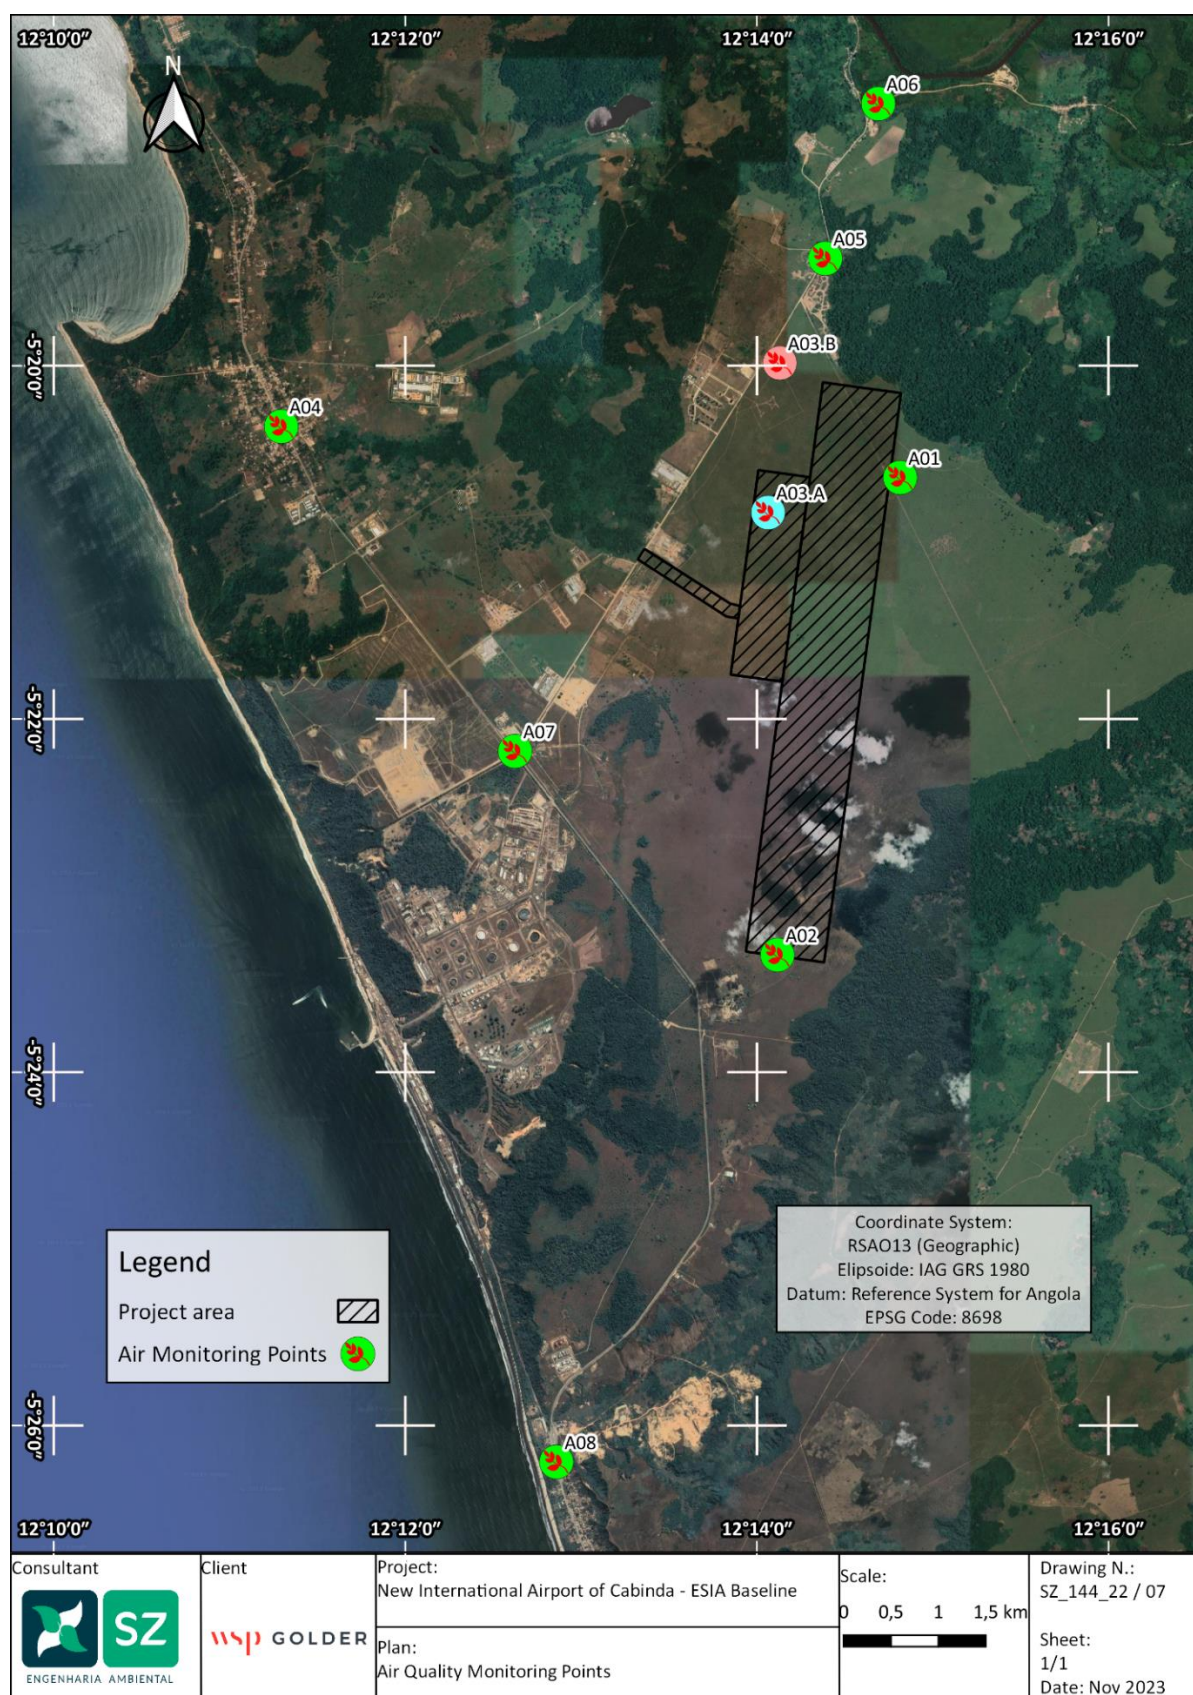 12°10′0″ 12°12′0″ 12°14′0″ 12°16′0″
N
A06
A05
A03.B
-5°20′0″
A04
A01
A03.A
-5°22′0″
A07
A02
-5°24′0″
Legend
Project area
Air Monitoring Points
Coordinate System:
RSAO13 (Geographic)
Elipsoide: IAG GRS 1980
Datum: Reference System for Angola
EPSG Code: 8698
-5°26′0″
A08
12°10′0″ 12°12′0″ 12°14′0″ 12°16′0″
Consultant
SZ
ENGENHARIA AMBIENTAL
Client
wsp GOLDER
Project:
New International Airport of Cabinda - ESIA Baseline
Plan:
Air Quality Monitoring Points
Scale:
0 0,5 1 1,5 km
Drawing N.:
SZ_144_22 / 07
Sheet:
1/1
Date: Nov 2023